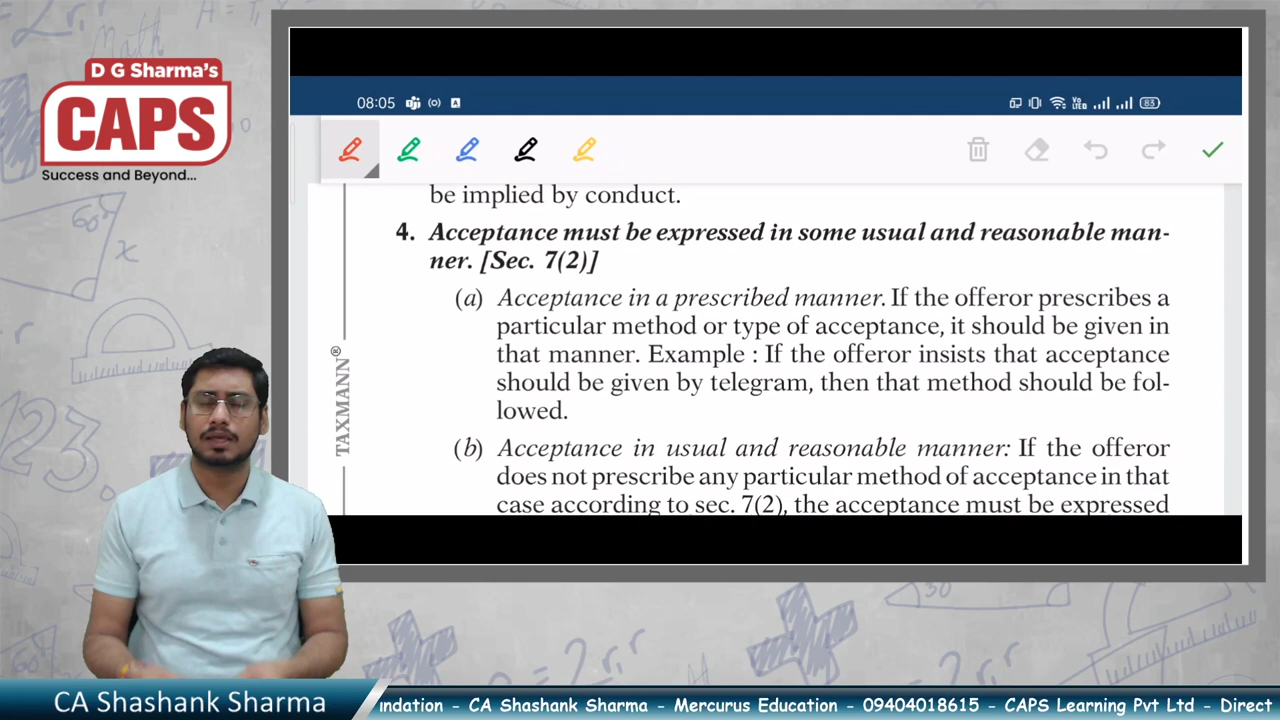 D G Sharma's
CAPS
Success and Beyond...
08:05
83
be implied by conduct.
4. Acceptance must be expressed in some usual and reasonable man-
ner. [Sec. 7(2)]
(a) Acceptance in a prescribed manner. If the offeror prescribes a
particular method or type of acceptance, it should be given in
that manner. Example : If the offeror insists that acceptance
should be given by telegram, then that method should be fol-
lowed.
(b) Acceptance in usual and reasonable manner: If the offeror
does not prescribe any particular method of acceptance in that
case according to sec. 7(2), the acceptance must be expressed
TAXMANN®
CA Shashank Sharma
ndation - CA Shashank Sharma - Mercurus Education - 09404018615 - CAPS Learning Pvt Ltd - Direct